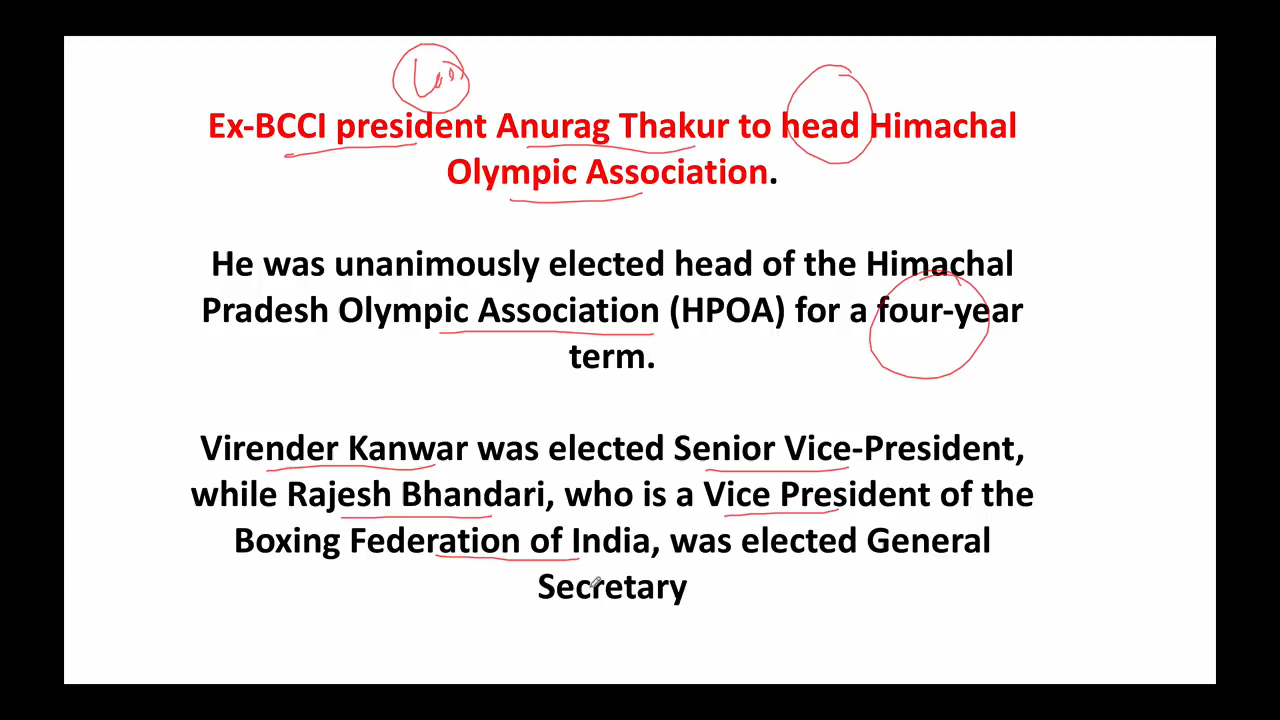 Ex-BCCI president Anurag Thakur to head Himachal
Olympic Association.
He was unanimously elected head of the Himachal
Pradesh Olympic Association (HPOA) for a four-year
term.
Virender Kanwar was elected Senior Vice-President,
while Rajesh Bhandari, who is a Vice President of the
Boxing Federation of India, was elected General
Secretary